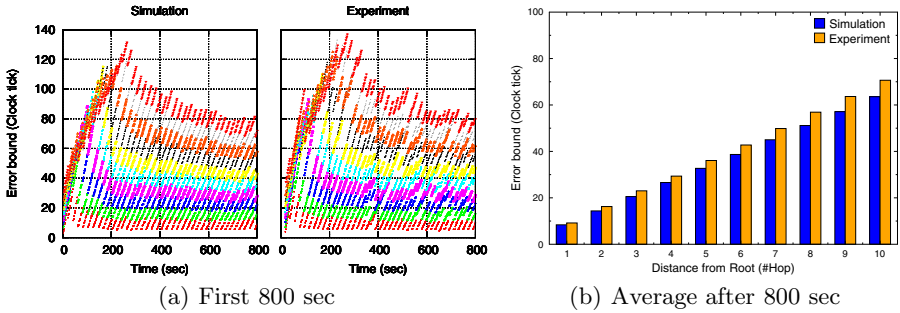 Simulation
Experiment
Error bound (Clock tick)
140
120
100
80
60
40
20
0
0 200 400 600 800
0 200 400 600 800
Time (sec)
Time (sec)
(a) First 800 sec
Simulation
Experiment
Error bound (Clock tick)
100
80
60
40
20
0
1 2 3 4 5 6 7 8 9 10
Distance from Root (#Hop)
(b) Average after 800 sec